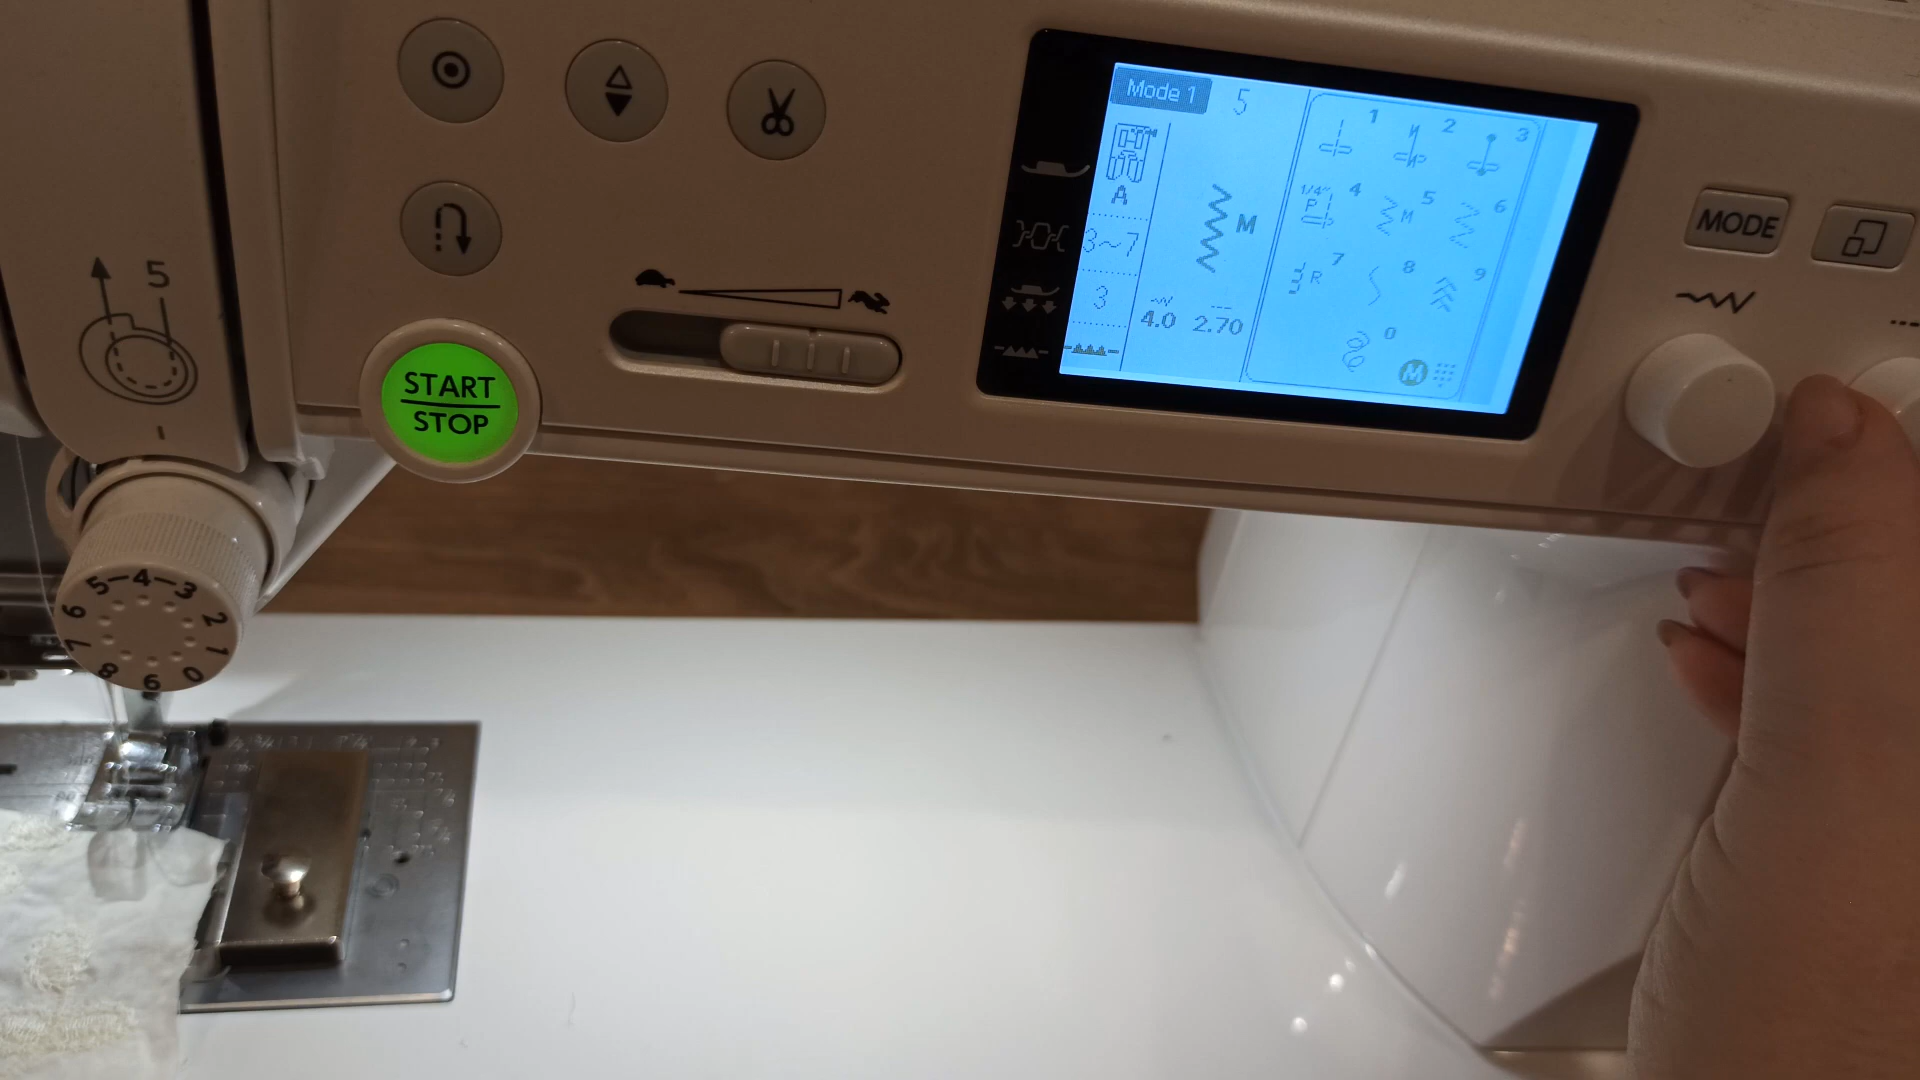 Mode 1 5
1 2 3
1/4" 4 5 6
P M
A
3~7 M
7 8 9
R
3
4.0 2.70
0
M
MODE
5
START
STOP
5 4 3
6 2
7 1
8 9 0